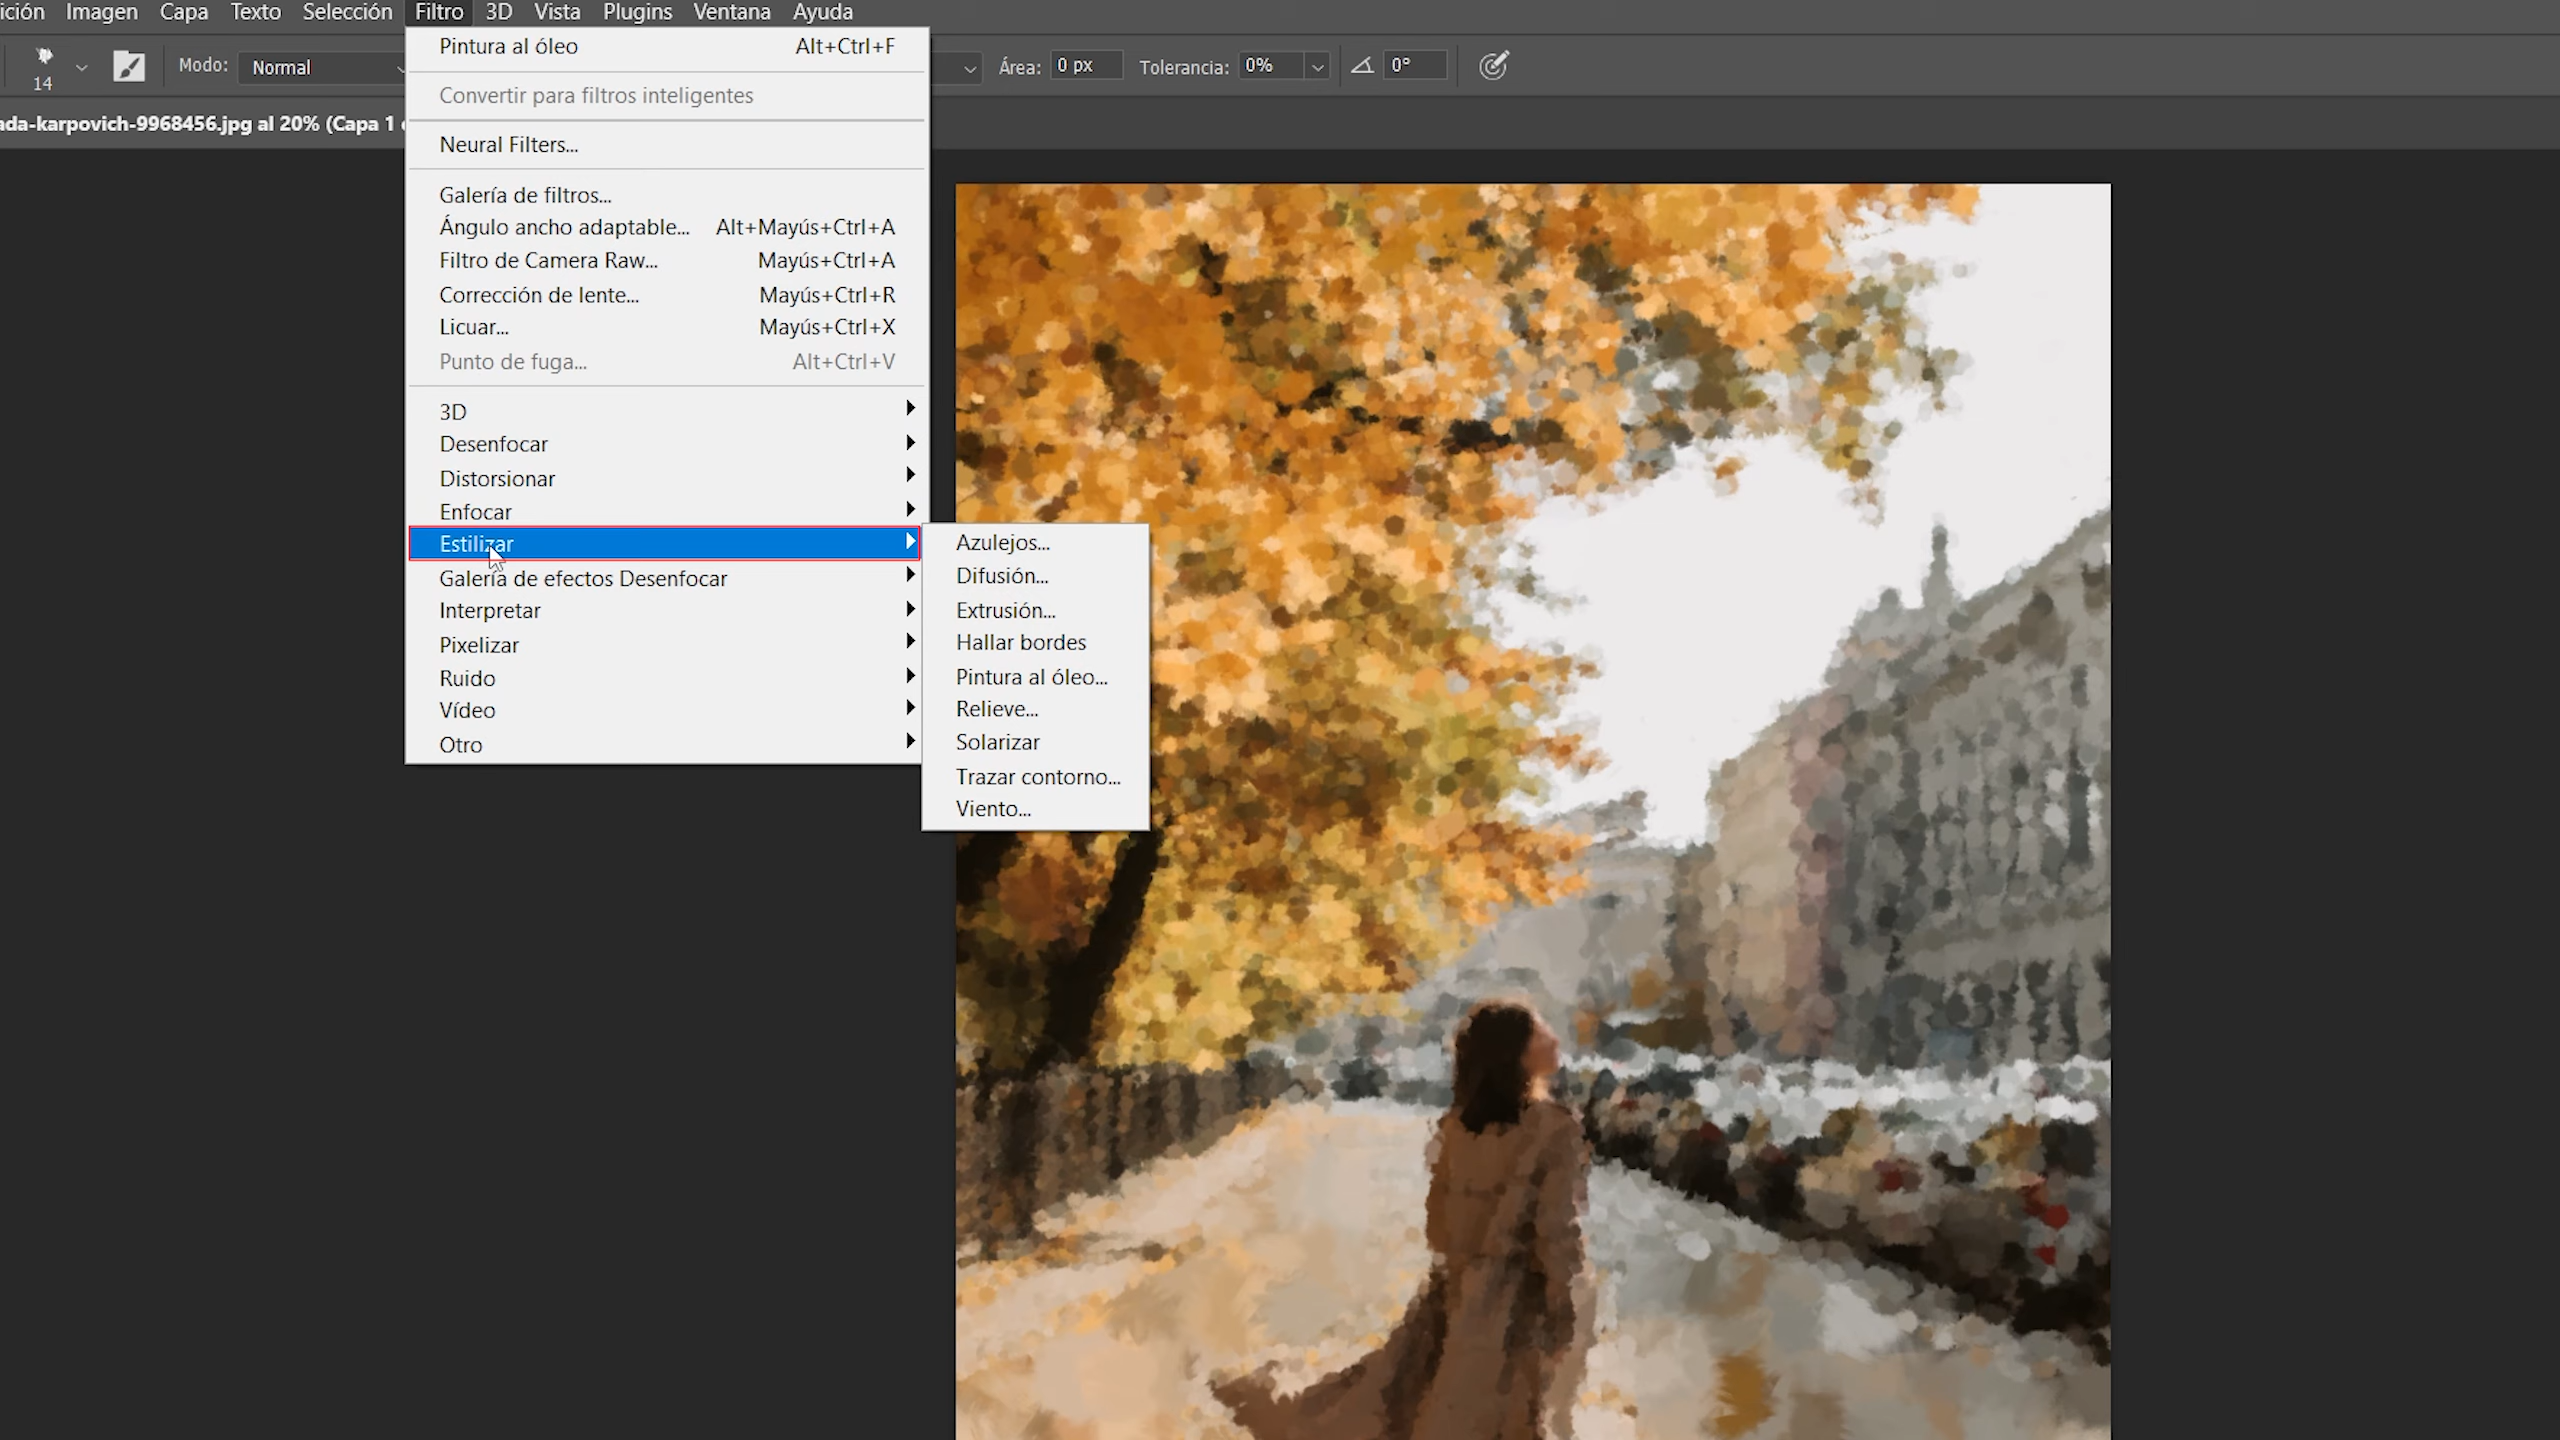 ición Imagen Capa Texto Selección Filtro 3D Vista Plugins Ventana Ayuda
14 Modo: Normal Área: 0 px Tolerancia: 0% 0°
ada-karpovich-9968456.jpg al 20% (Capa 1
Pintura al óleo Alt+Ctrl+F
Convertir para filtros inteligentes
Neural Filters...
Galería de filtros...
Ángulo ancho adaptable... Alt+Mayús+Ctrl+A
Filtro de Camera Raw... Mayús+Ctrl+A
Corrección de lente... Mayús+Ctrl+R
Licuar... Mayús+Ctrl+X
Punto de fuga... Alt+Ctrl+V
3D
Desenfocar
Distorsionar
Enfocar
Estilizar
Galería de efectos Desenfocar
Interpretar
Pixelizar
Ruido
Vídeo
Otro
Azulejos...
Difusión...
Extrusión...
Hallar bordes
Pintura al óleo...
Relieve...
Solarizar
Trazar contorno...
Viento...